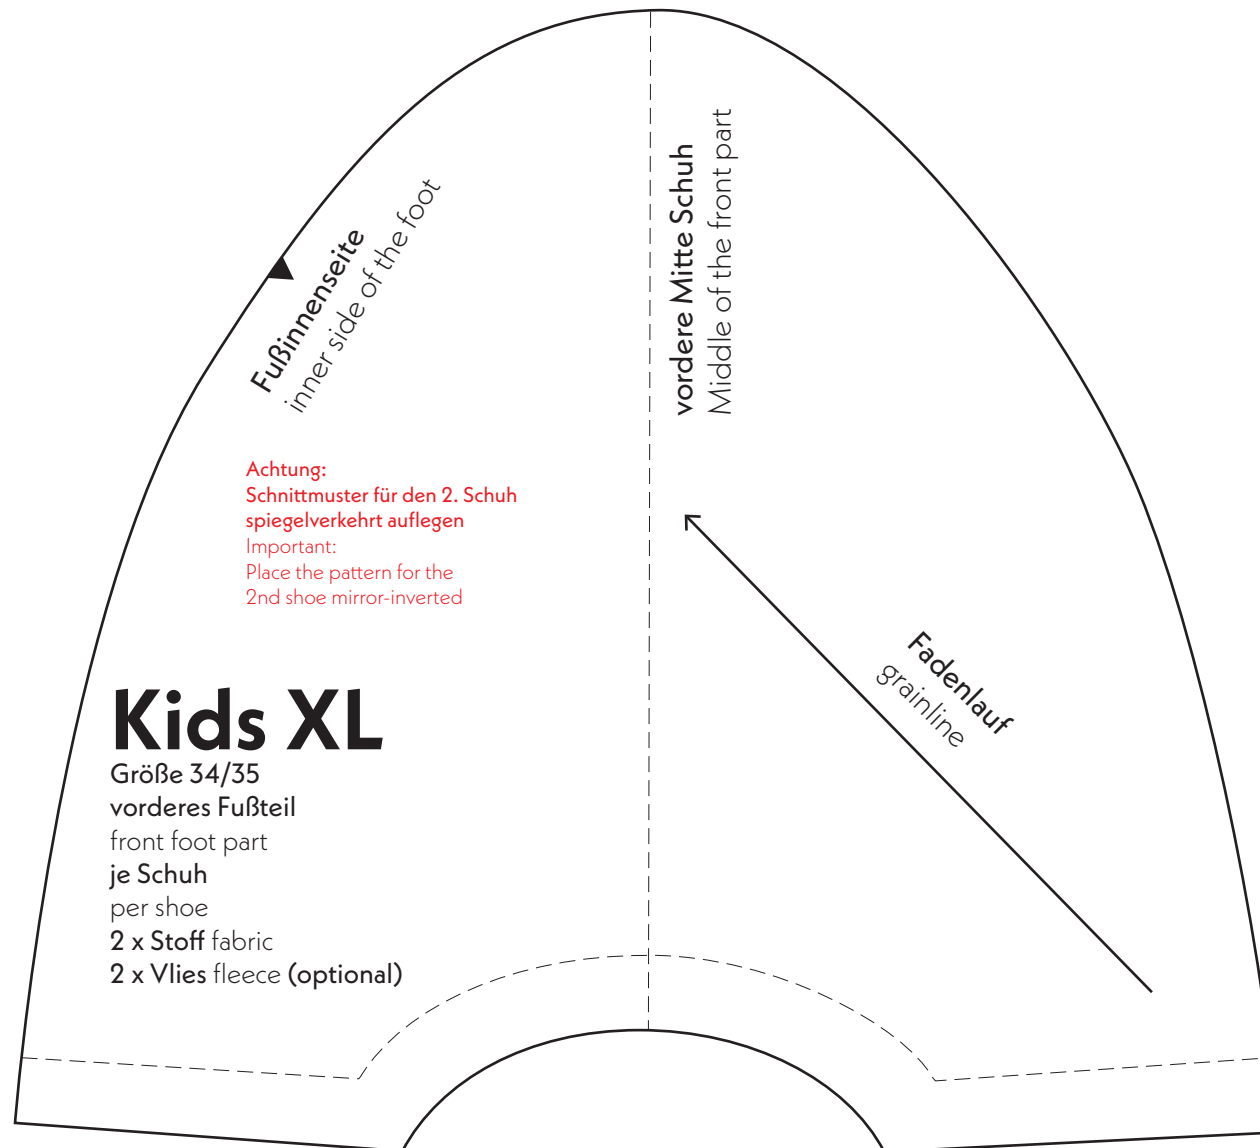 Fußinnenseite
inner side of the foot
vordere Mitte Schuh
Middle of the front part
Achtung:
Schnittmuster für den 2. Schuh
spiegelverkehrt auflegen
Important:
Place the pattern for the
2nd shoe mirror-inverted
Fadenlauf
grainline
Kids XL
Größe 34/35
vorderes Fußteil
front foot part
je Schuh
per shoe
2 x Stoff fabric
2 x Vlies fleece (optional)